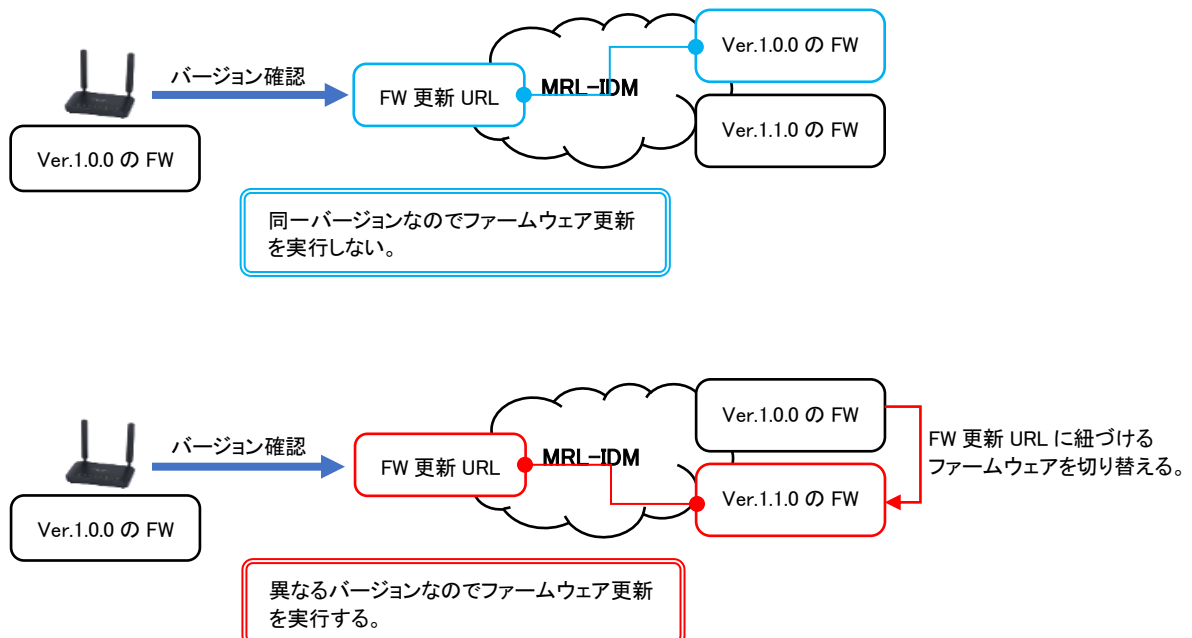 Ver.1.0.0 の FW
バージョン確認
FW 更新 URL
MRL-IDM
Ver.1.1.0 の FW
Ver.1.0.0 の FW
同一バージョンなのでファームウェア更新
を実行しない。
Ver.1.0.0 の FW
バージョン確認
FW 更新 URL
MRL-IDM
Ver.1.1.0 の FW
FW 更新 URL に紐づける
ファームウェアを切り替える。
Ver.1.0.0 の FW
異なるバージョンなのでファームウェア更新
を実行する。